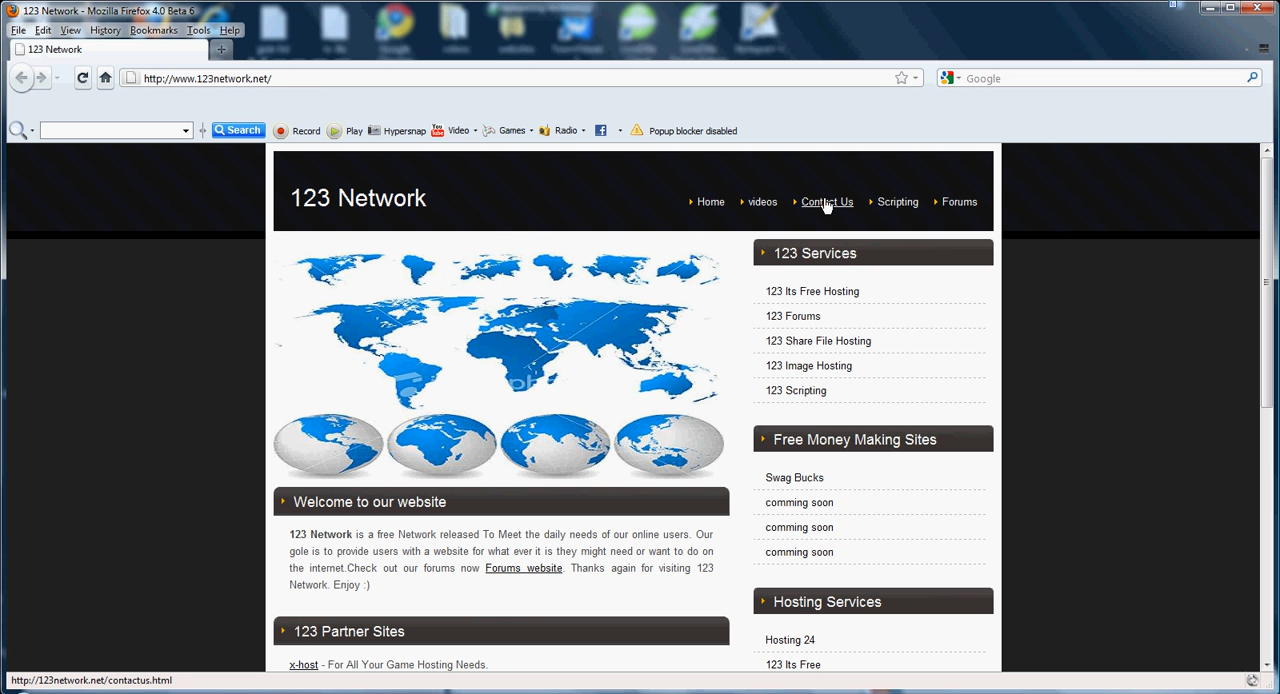 123 Network - Mozilla Firefox 4.0 Beta 6
File Edit View History Bookmarks Tools Help
123 Network
http://www.123network.net/
Google
Search Record Play Hypersnap Video Games Radio Popup blocker disabled
123 Network
Home videos Contact Us Scripting Forums
123 Services
123 Its Free Hosting
123 Forums
123 Share File Hosting
123 Image Hosting
123 Scripting
Free Money Making Sites
Swag Bucks
comming soon
comming soon
comming soon
Hosting Services
Hosting 24
123 Its Free
Welcome to our website
123 Network is a free Network released To Meet the daily needs of our online users. Our
gole is to provide users with a website for what ever it is they might need or want to do on
the internet.Check out our forums now Forums website. Thanks again for visiting 123
Network. Enjoy :)
123 Partner Sites
x-host - For All Your Game Hosting Needs.
http://123network.net/contactus.html